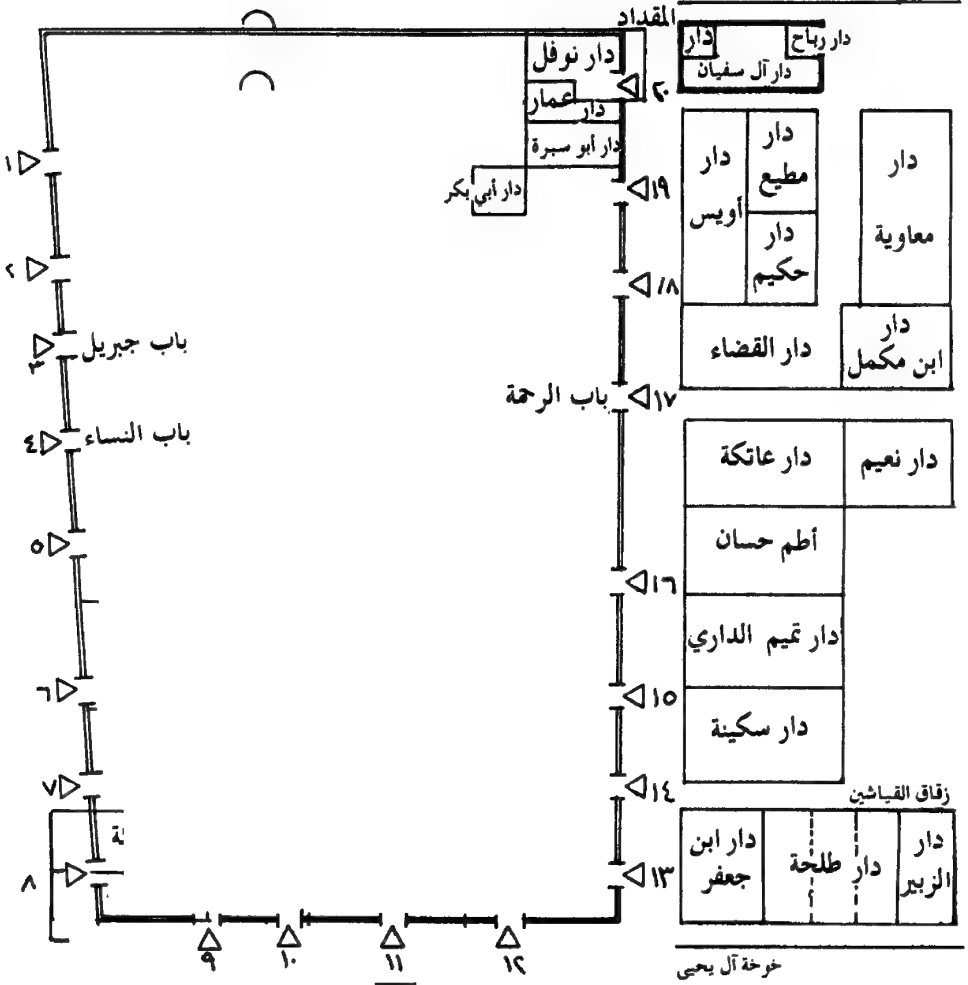 المقداد
دار رباح
دار
دار آل سفيان
دار نوفل
٢٠
دار عمار
دار أبو سبرة
دار أبي بكر
١٩
دار
مطيع
دار
أويس
دار
معاوية
دار
حكيم
١٨
دار القضاء
دار
ابن مكمل
باب الرحمة
١٧
دار عاتكة
دار نعيم
أطم حسان
١٦
دار تميم الداري
١٥
دار سكينة
١٤
زقاق القياشين
دار ابن
جعفر
دار طلحة
دار
الزبير
١٣
خوخة آل يحيى
١
٢
باب جبريل
٣
باب النساء
٤
٥
٦
٧
٨
٩
١٠
١١
١٢